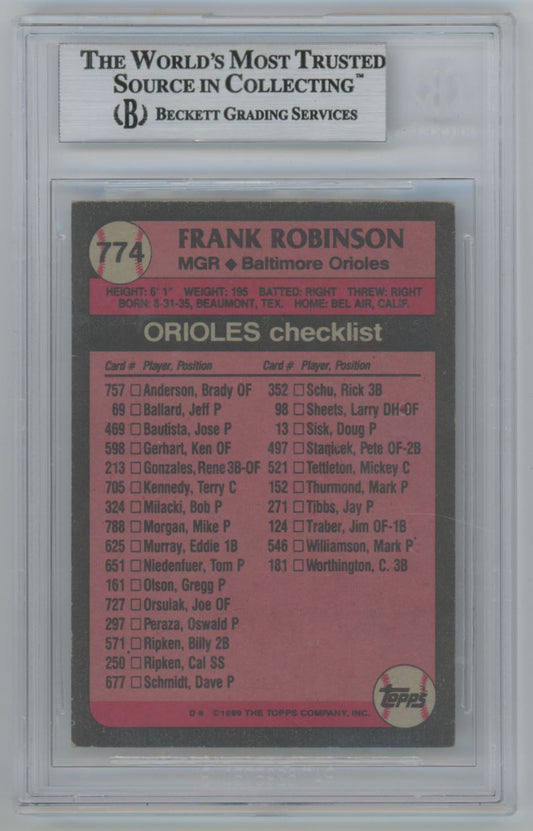 THE WORLD'S MOST TRUSTED
SOURCE IN COLLECTING™
(B) BECKETT GRADING SERVICES
774
FRANK ROBINSON
MGR ◆ Baltimore Orioles
HEIGHT: 6' 1" WEIGHT: 195 BATTED: RIGHT THREW: RIGHT
BORN: 8-31-35, BEAUMONT, TEX. HOME: BEL AIR, CALIF.
ORIOLES checklist
Card # Player, Position Card # Player, Position
757 ☐ Anderson, Brady OF 352 ☐ Schu, Rick 3B
69 ☐ Ballard, Jeff P 98 ☐ Sheets, Larry DH-OF
469 ☐ Bautista, Jose P 13 ☐ Sisk, Doug P
598 ☐ Gerhart, Ken OF 497 ☐ Stanicek, Pete OF-2B
213 ☐ Gonzales, Rene 3B-OF 521 ☐ Tettleton, Mickey C
705 ☐ Kennedy, Terry C 152 ☐ Thurmond, Mark P
324 ☐ Milacki, Bob P 271 ☐ Tibbs, Jay P
788 ☐ Morgan, Mike P 124 ☐ Traber, Jim OF-1B
625 ☐ Murray, Eddie 1B 546 ☐ Williamson, Mark P
651 ☐ Niedenfuer, Tom P 181 ☐ Worthington, C. 3B
161 ☐ Olson, Gregg P
727 ☐ Orsulak, Joe OF
297 ☐ Peraza, Oswald P
571 ☐ Ripken, Billy 2B
250 ☐ Ripken, Cal SS
677 ☐ Schmidt, Dave P
topps
©1989 THE TOPPS COMPANY, INC.